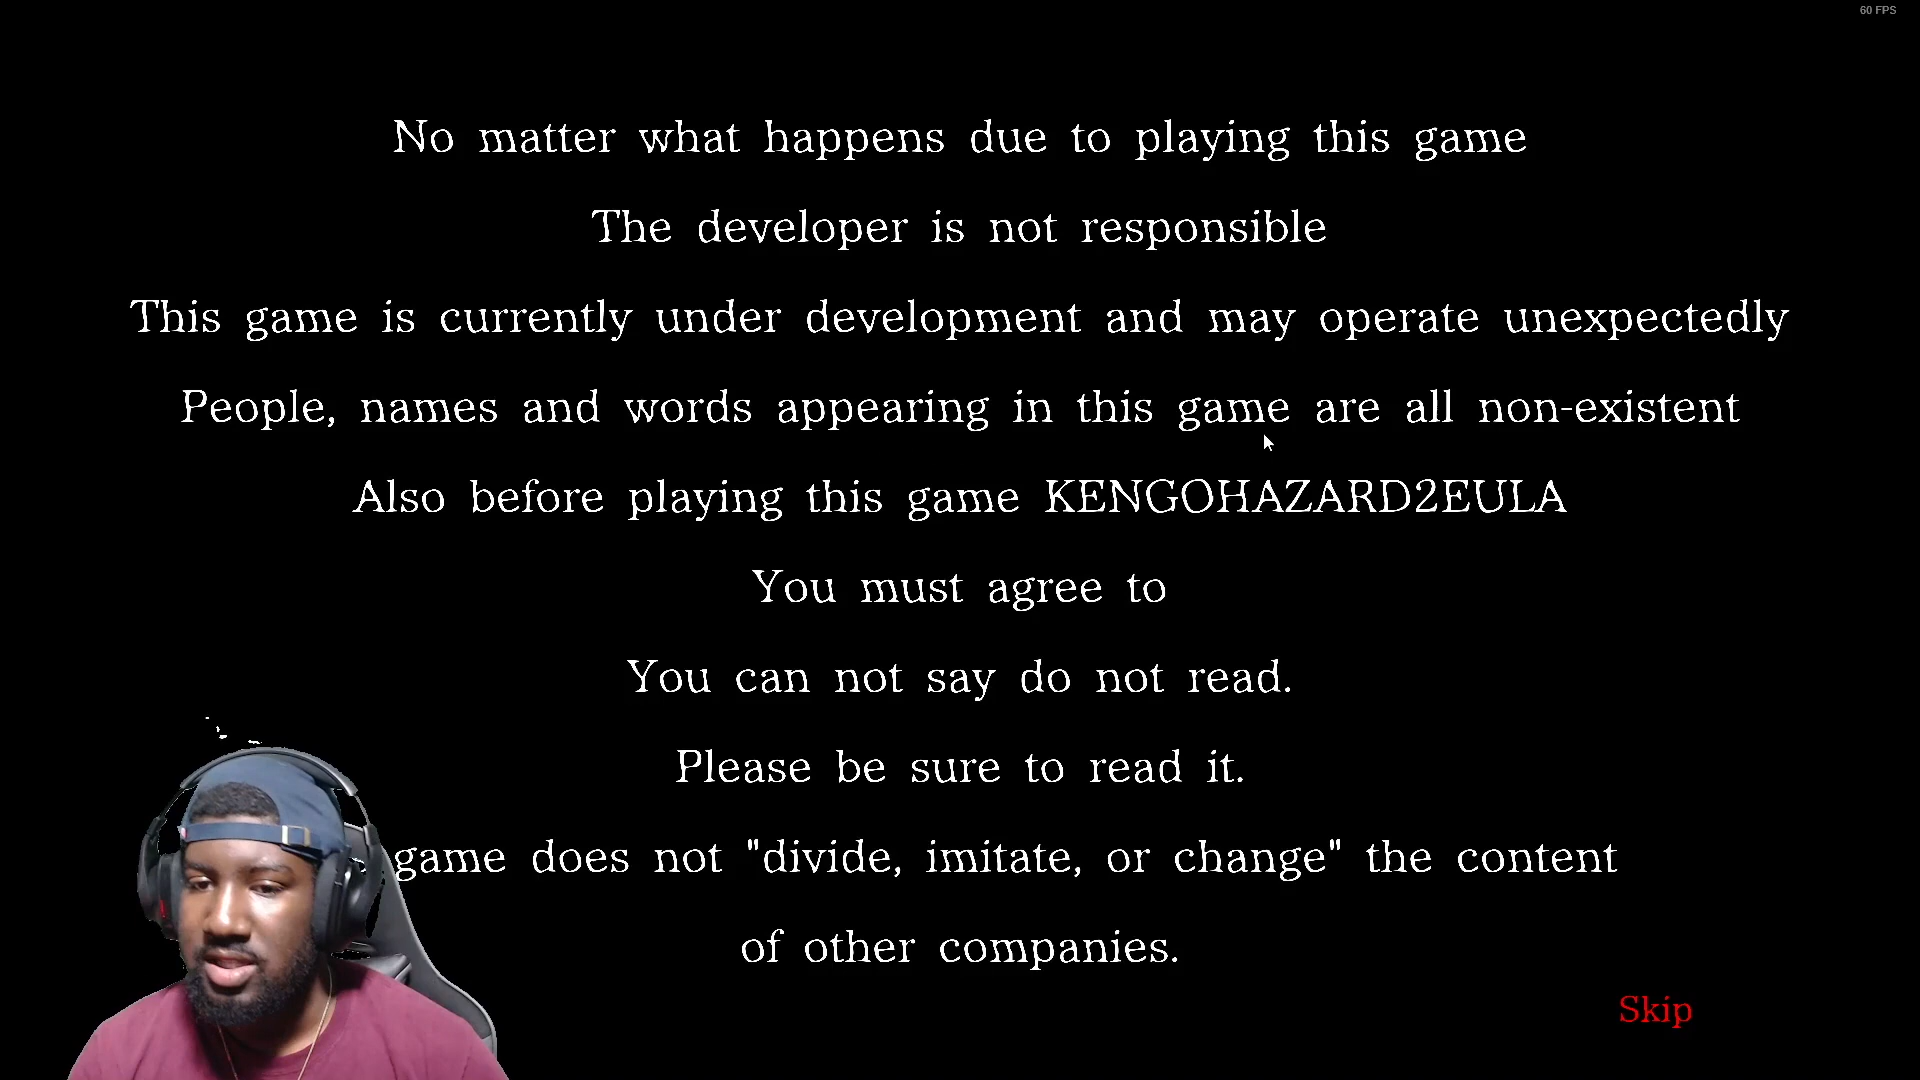 60 FPS
No matter what happens due to playing this game
The developer is not responsible
This game is currently under development and may operate unexpectedly
People, names and words appearing in this game are all non-existent
Also before playing this game KENGOHAZARD2EULA
You must agree to
You can not say do not read.
Please be sure to read it.
game does not "divide, imitate, or change" the content
of other companies.
Skip